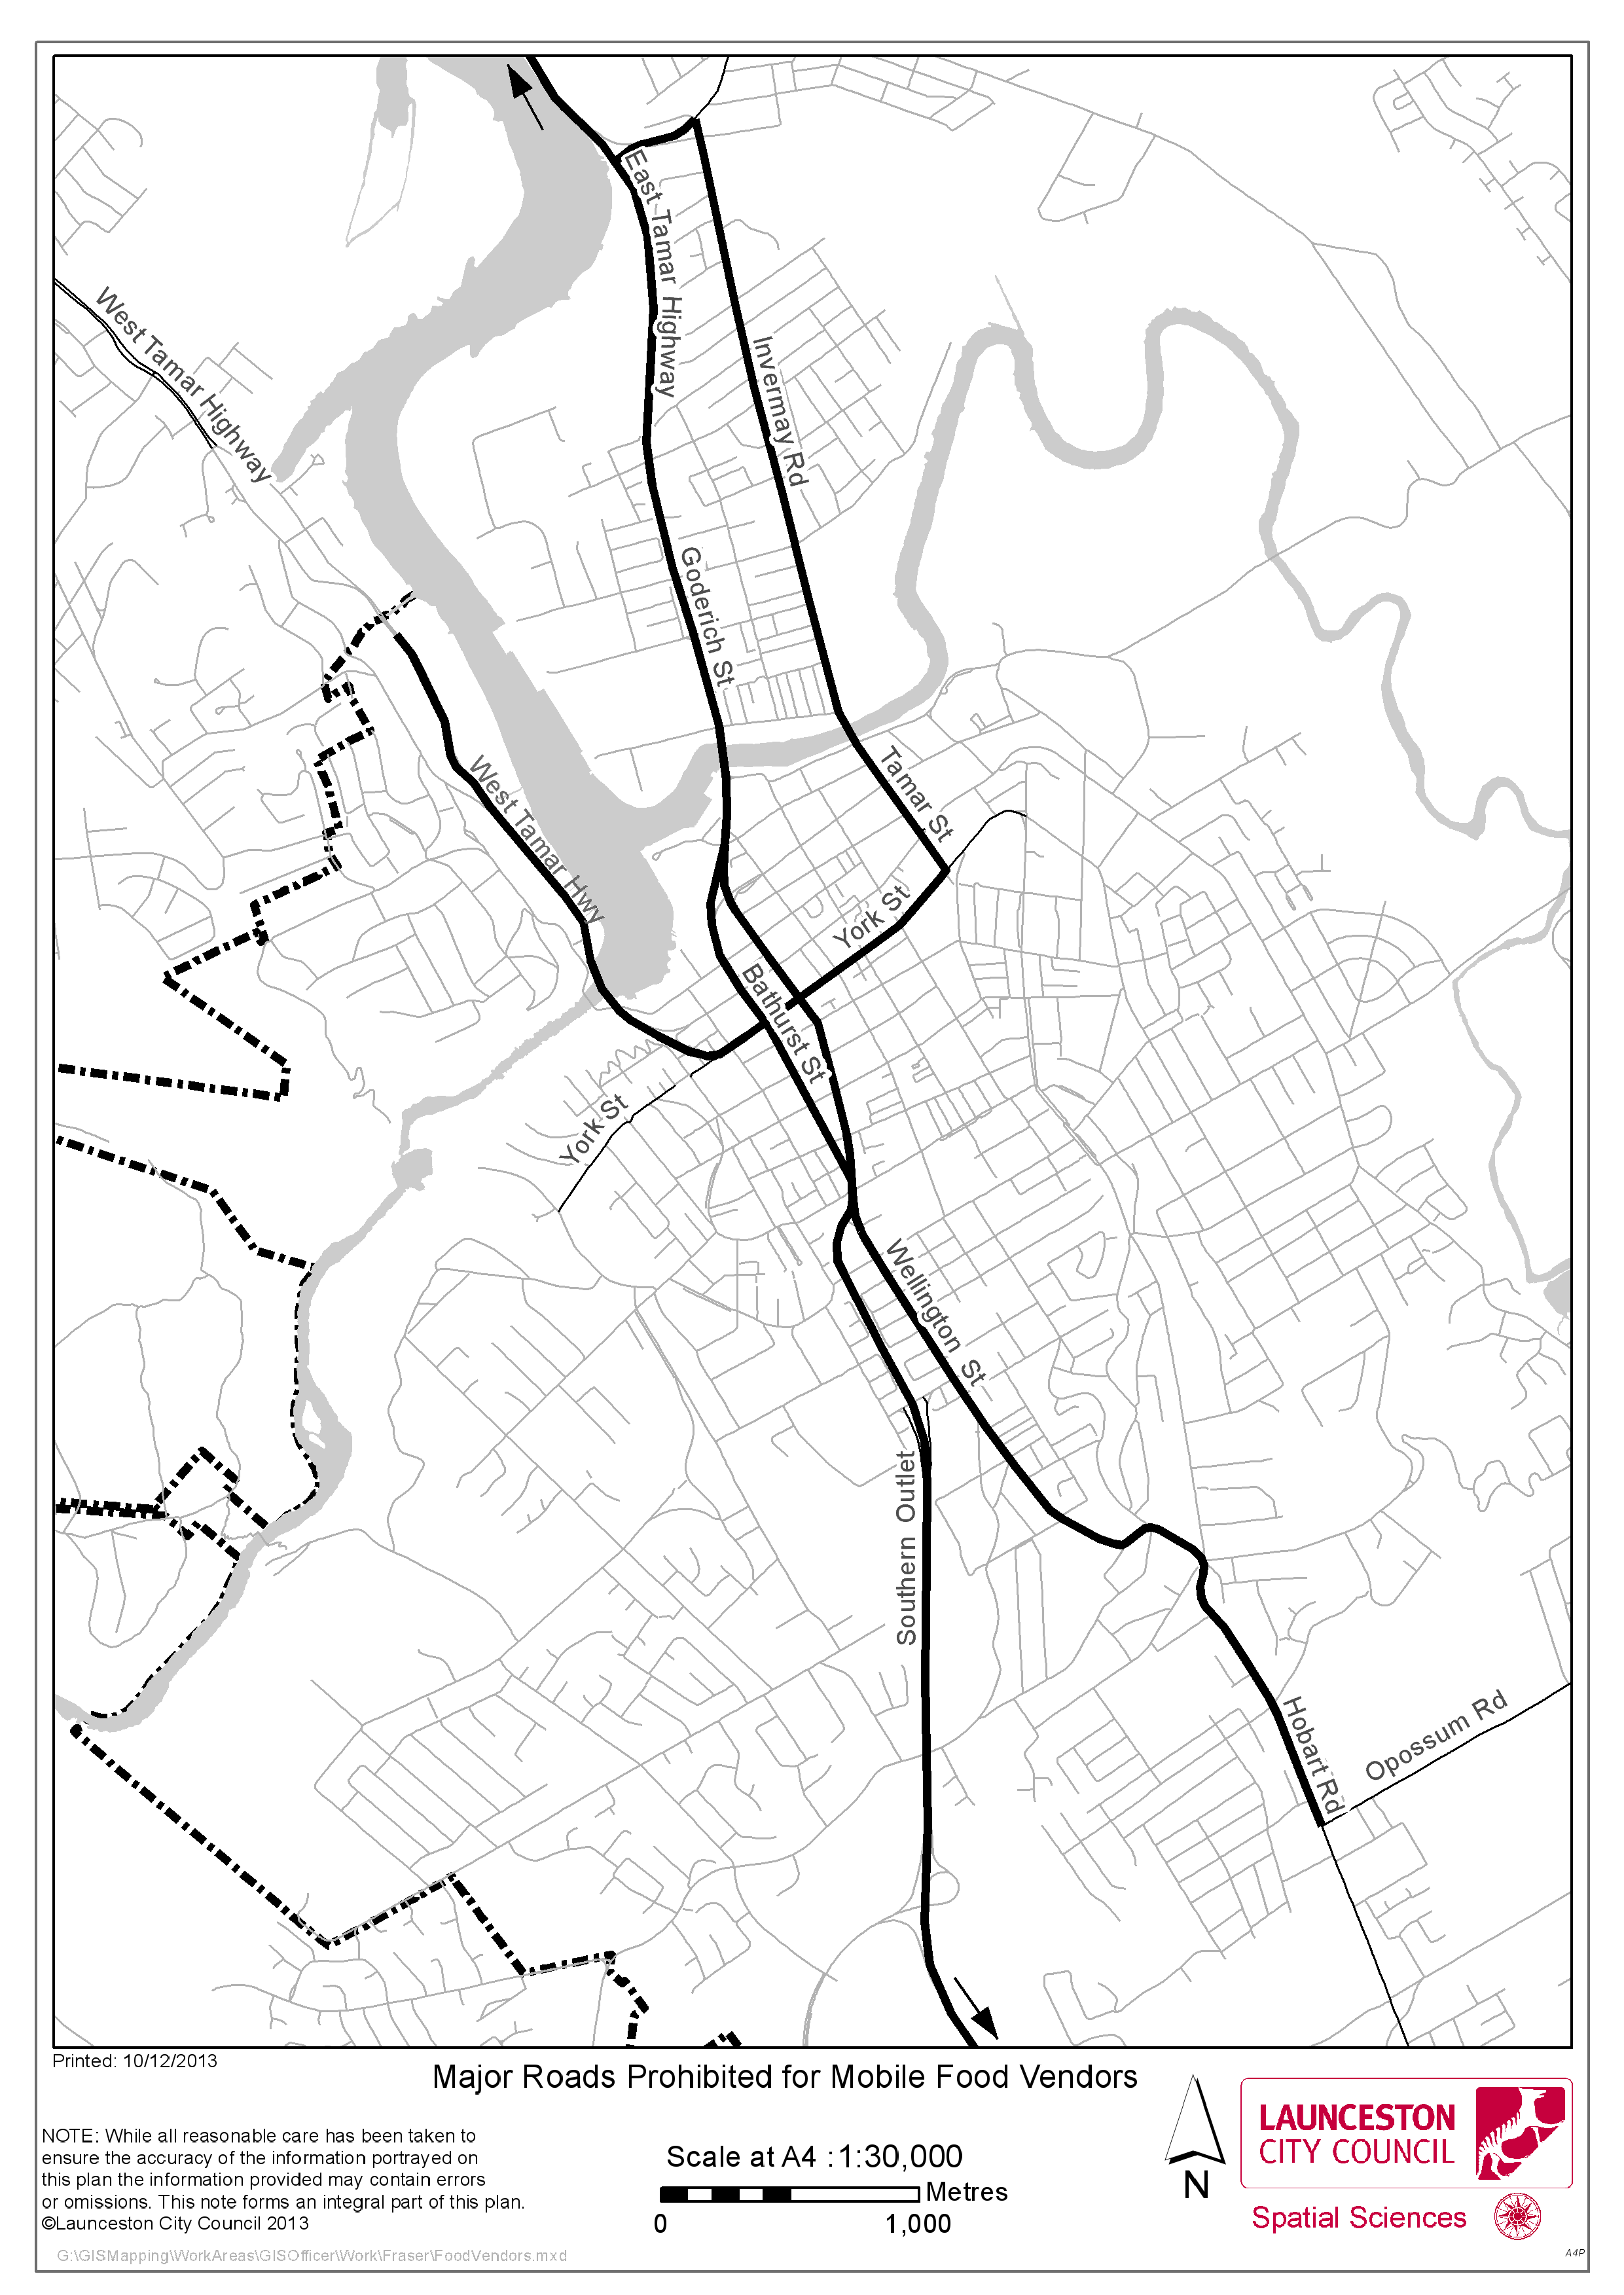 East Tamar Highway
West Tamar Highway
Invermay Rd
Goderich St
Tamar St
West Tamar Hwy
York St
Bathurst St
York St
Wellington St
Southern Outlet
Hobart Rd
Opossum Rd
Printed: 10/12/2013
Major Roads Prohibited for Mobile Food Vendors
NOTE: While all reasonable care has been taken to
ensure the accuracy of the information portrayed on
this plan the information provided may contain errors
or omissions. This note forms an integral part of this plan.
©Launceston City Council 2013
Scale at A4 :1:30,000
Metres
0 1,000
N
LAUNCESTON
CITY COUNCIL
Spatial Sciences
G:\GISMapping\WorkAreas\GISOfficer\Work\Fraser\FoodVendors.mxd
A4P